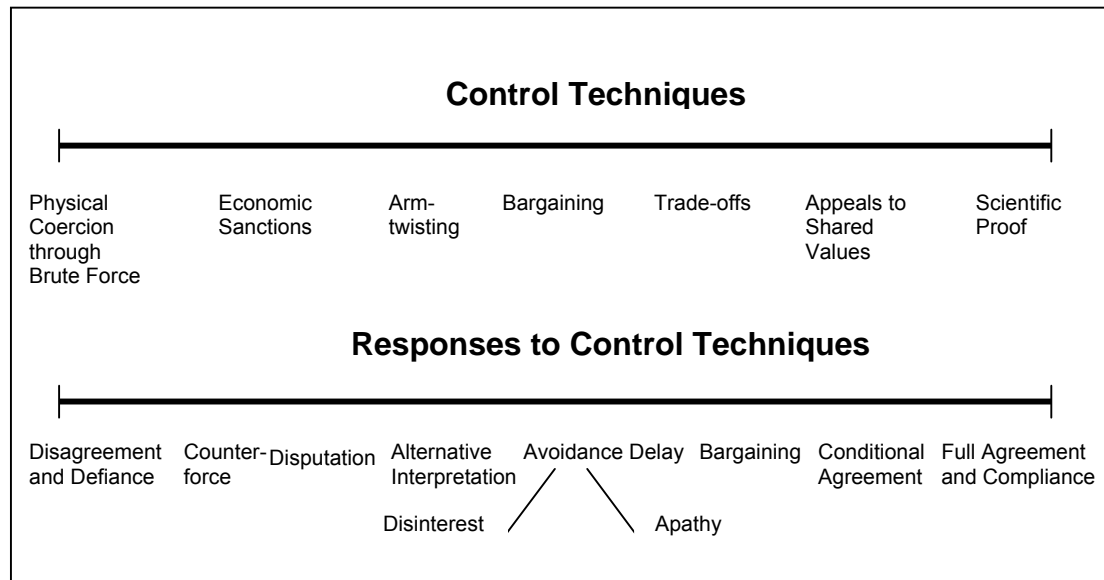 Control Techniques
Physical
Coercion
through
Brute Force
Economic
Sanctions
Arm-
twisting
Bargaining
Trade-offs
Appeals to
Shared
Values
Scientific
Proof
Responses to Control Techniques
Disagreement
and Defiance
Counter-
force
Disputation
Alternative
Interpretation
Avoidance
Delay
Bargaining
Conditional
Agreement
Full Agreement
and Compliance
Disinterest
Apathy